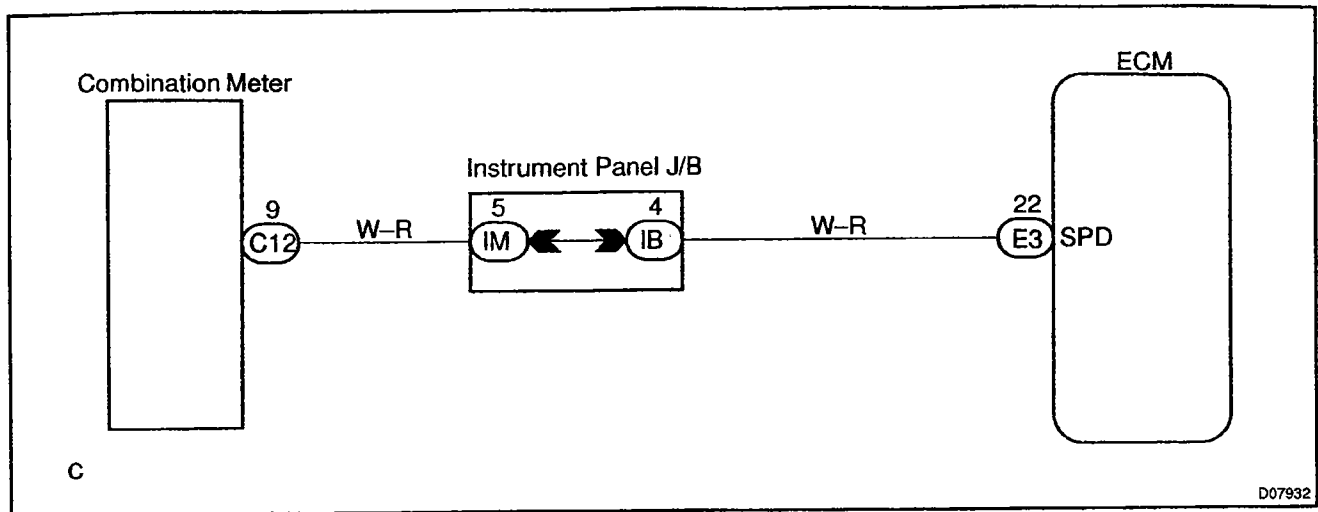 ECM
Combination Meter
Instrument Panel J/B
9
5
4
22
C12
W–R
IM
IB
W–R
E3
SPD
C
D07932